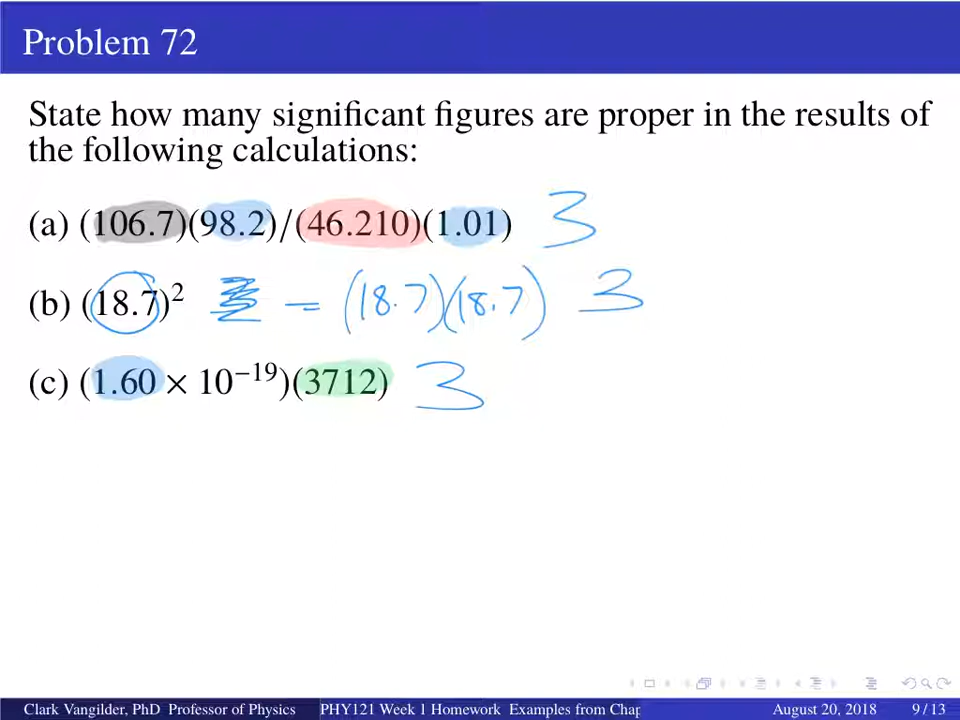 Problem 72
State how many significant figures are proper in the results of
the following calculations:
(a) (106.7)(98.2)/(46.210)(1.01) 3
(b) (18.7)² = (18.7)(18.7) 3
(c) (1.60 × 10⁻¹⁹)(3712) 3
Clark Vangilder, PhD Professor of Physics PHY121 Week 1 Homework Examples from Chap August 20, 2018 9 / 13